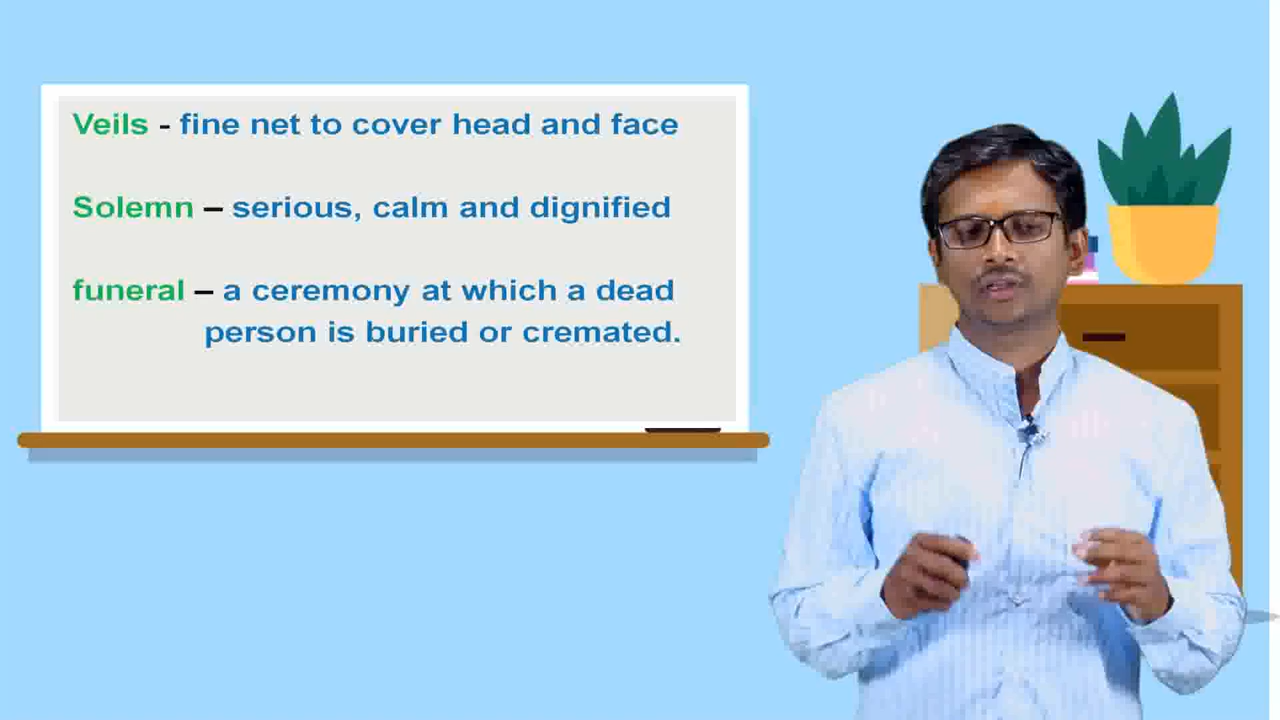 Veils - fine net to cover head and face
Solemn – serious, calm and dignified
funeral – a ceremony at which a dead
person is buried or cremated.